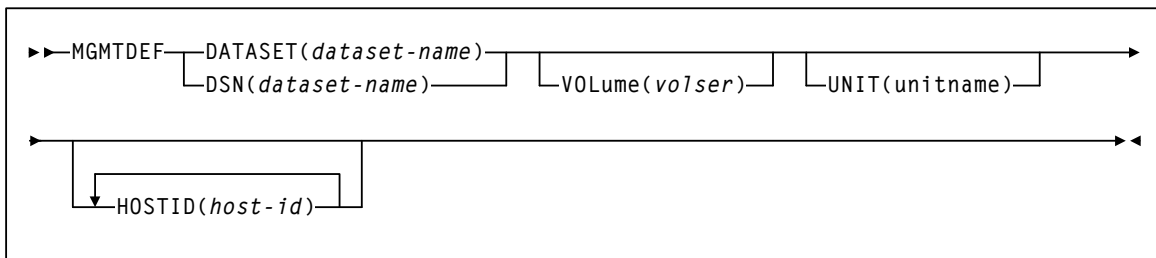 MGMTDEF DATASET(dataset-name)
DSN(dataset-name) VOLume(volser) UNIT(unitname)
HOSTID(host-id)